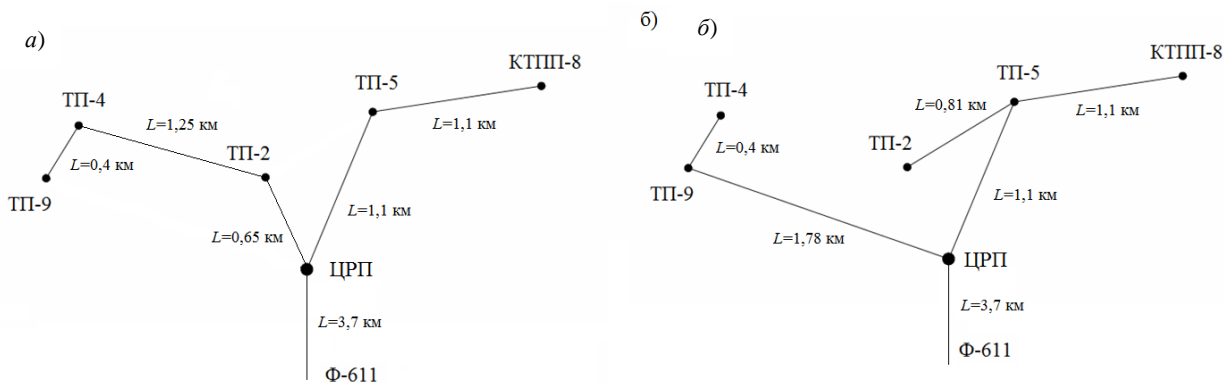 а)
КТПП-8
ТП-5
ТП-4
L=1,25 км
L=1,1 км
ТП-2
L=0,4 км
ТП-9
L=1,1 км
L=0,65 км
ЦРП
L=3,7 км
Ф-611
б)
б)
КТПП-8
ТП-5
ТП-4
L=0,81 км
L=1,1 км
ТП-2
L=0,4 км
ТП-9
L=1,1 км
L=1,78 км
ЦРП
L=3,7 км
Ф-611